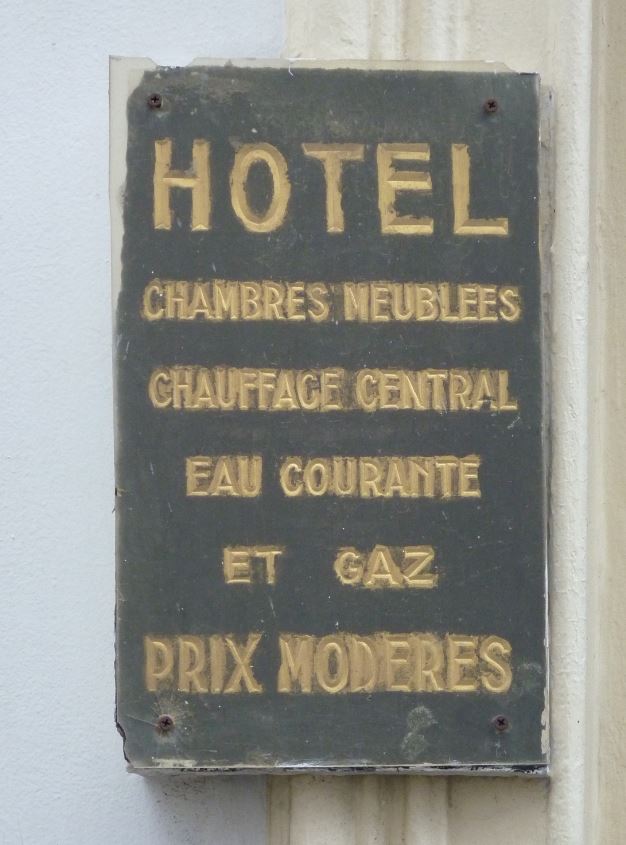 HOTEL
CHAMBRES MEUBLEES
CHAUFFAGE CENTRAL
EAU COURANTE
ET GAZ
PRIX MODERES